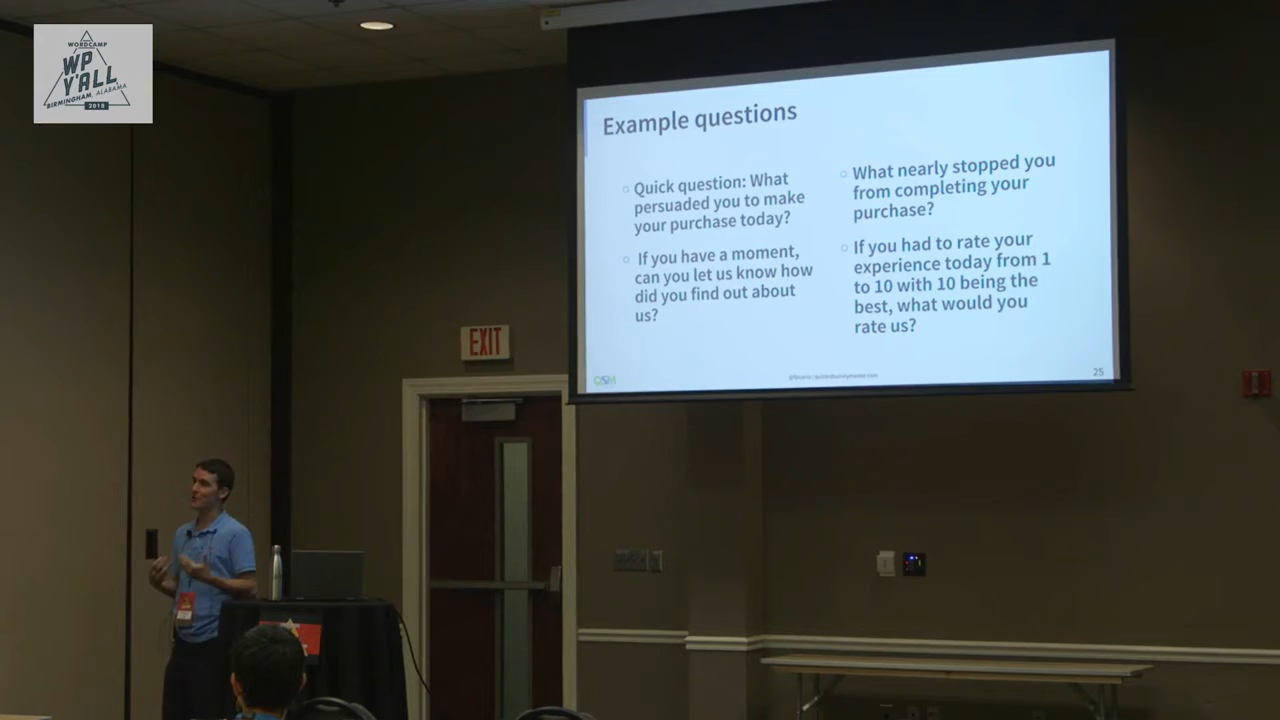 WORDCAMP
WP
Y'ALL
BIRMINGHAM, ALABAMA
2018
Example questions
Quick question: What
persuaded you to make
your purchase today?
If you have a moment,
can you let us know how
did you find out about
us?
What nearly stopped you
from completing your
purchase?
If you had to rate your
experience today from 1
to 10 with 10 being the
best, what would you
rate us?
QSM
25
EXIT